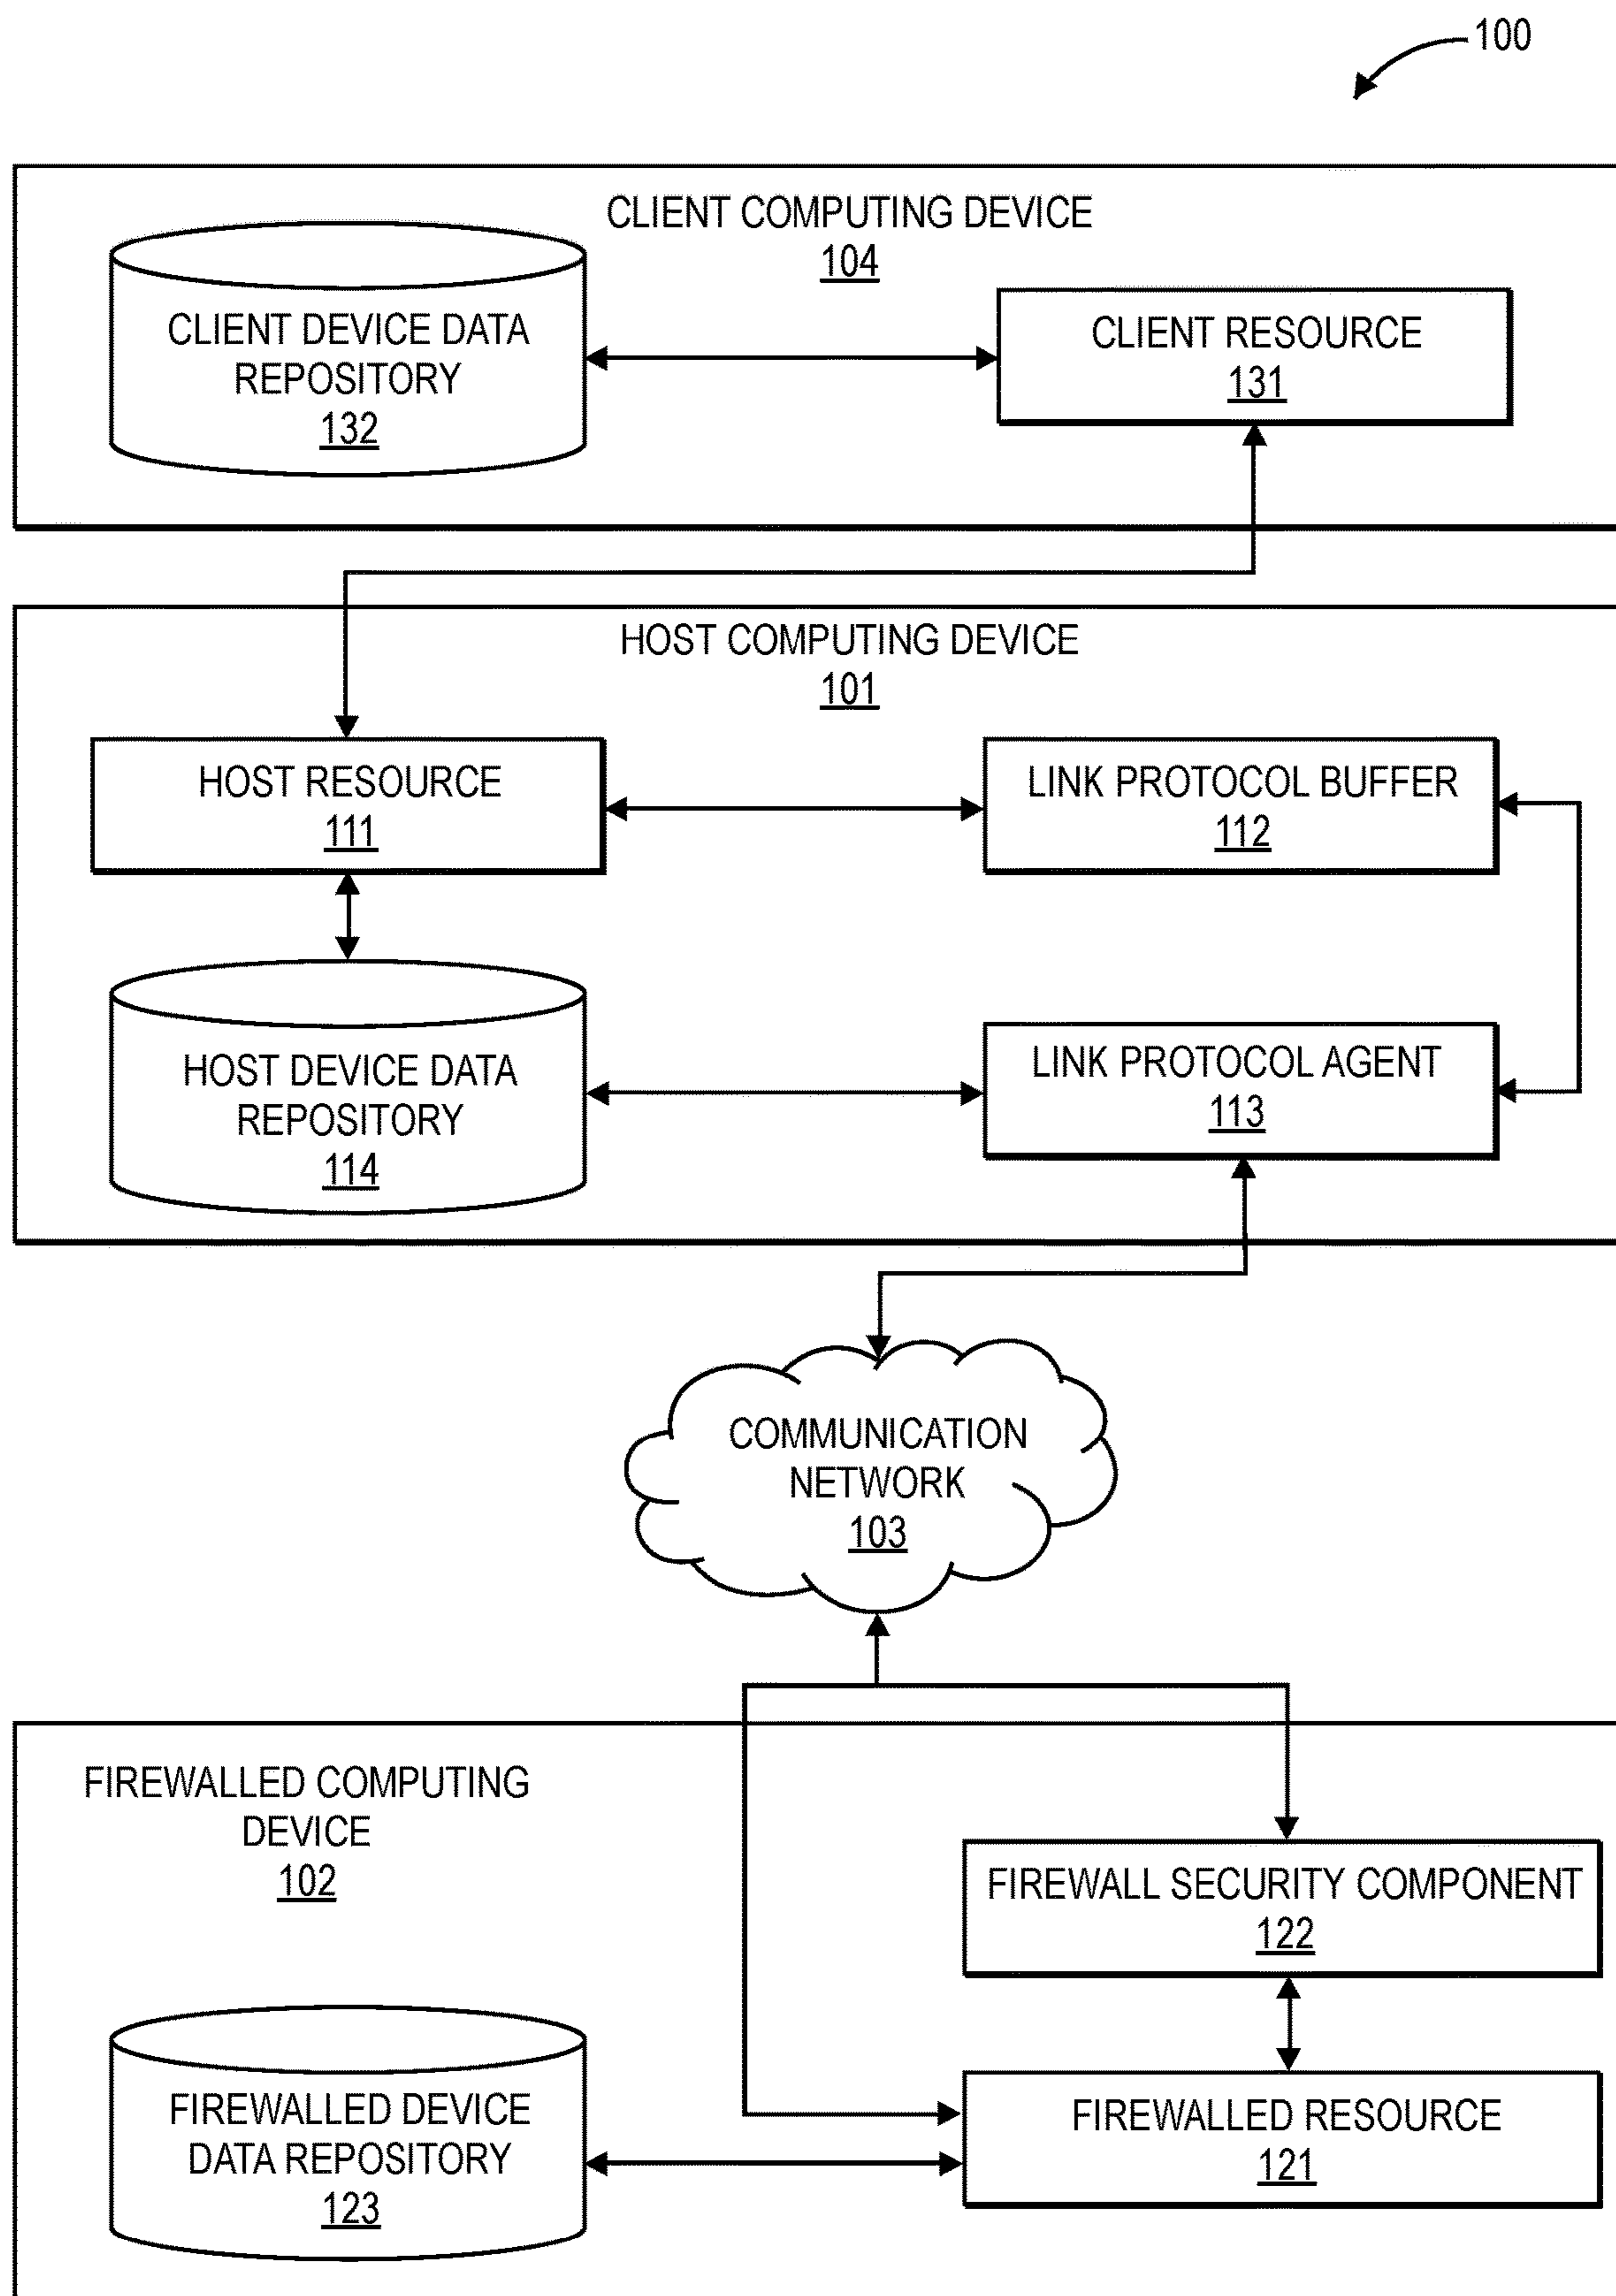 100
CLIENT COMPUTING DEVICE
104
CLIENT DEVICE DATA
REPOSITORY
132
CLIENT RESOURCE
131
HOST COMPUTING DEVICE
101
HOST RESOURCE
111
LINK PROTOCOL BUFFER
112
HOST DEVICE DATA
REPOSITORY
114
LINK PROTOCOL AGENT
113
COMMUNICATION
NETWORK
103
FIREWALLED COMPUTING
DEVICE
102
FIREWALL SECURITY COMPONENT
122
FIREWALLED DEVICE
DATA REPOSITORY
123
FIREWALLED RESOURCE
121